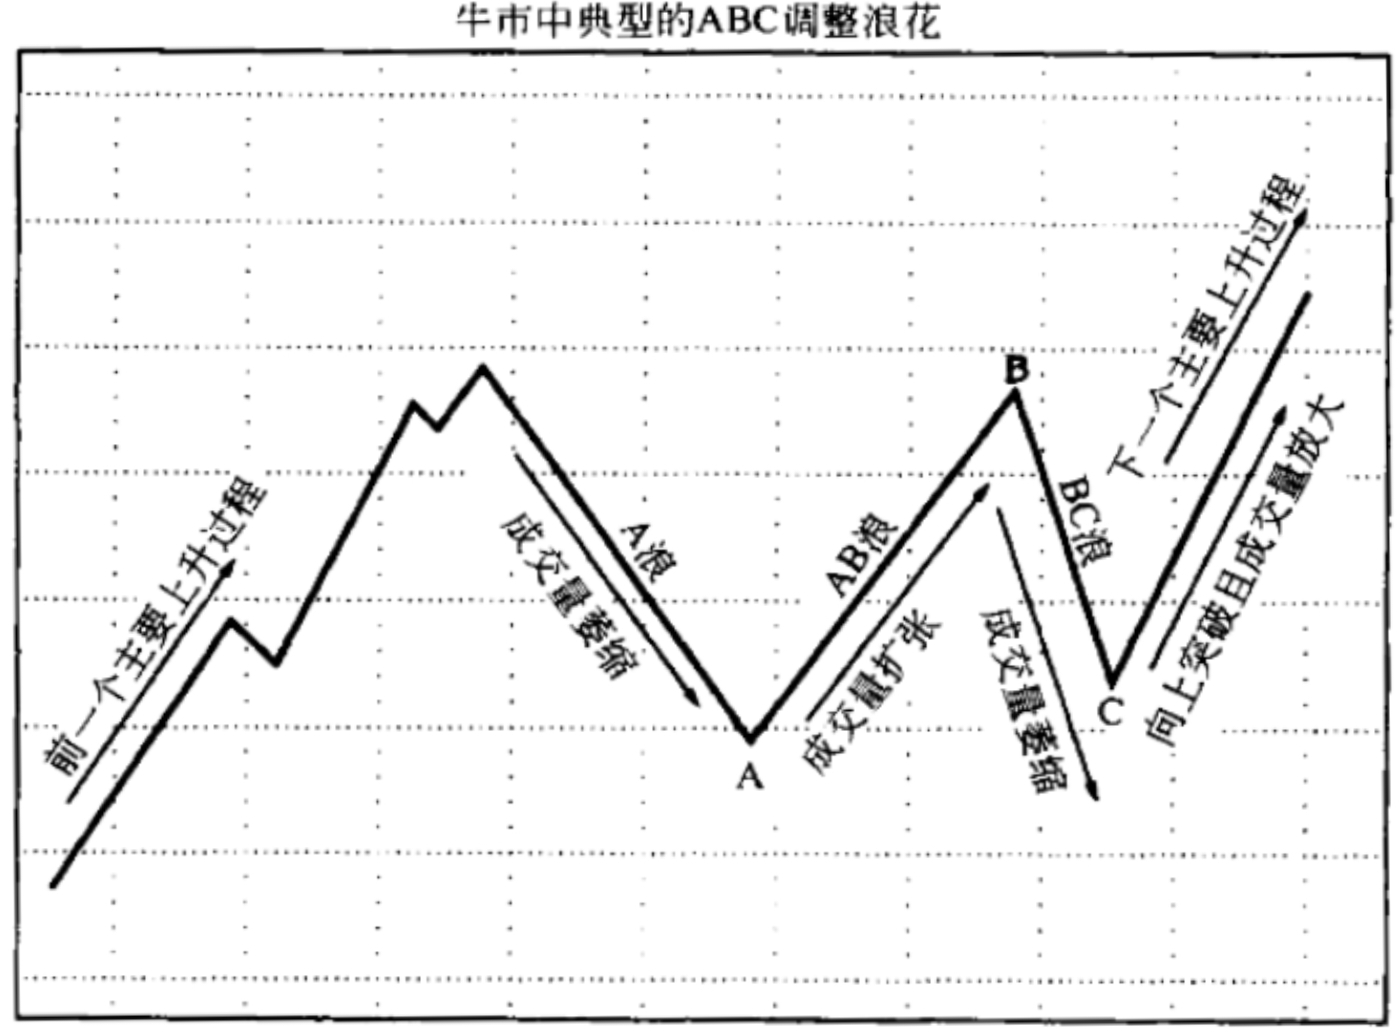 牛市中典型的ABC调整浪花
前一个主要上升过程
A浪
成交量萎缩
A
AB浪
成交量扩张
B
BC浪
成交量萎缩
C
下一个主要上升过程
向上突破且成交量放大